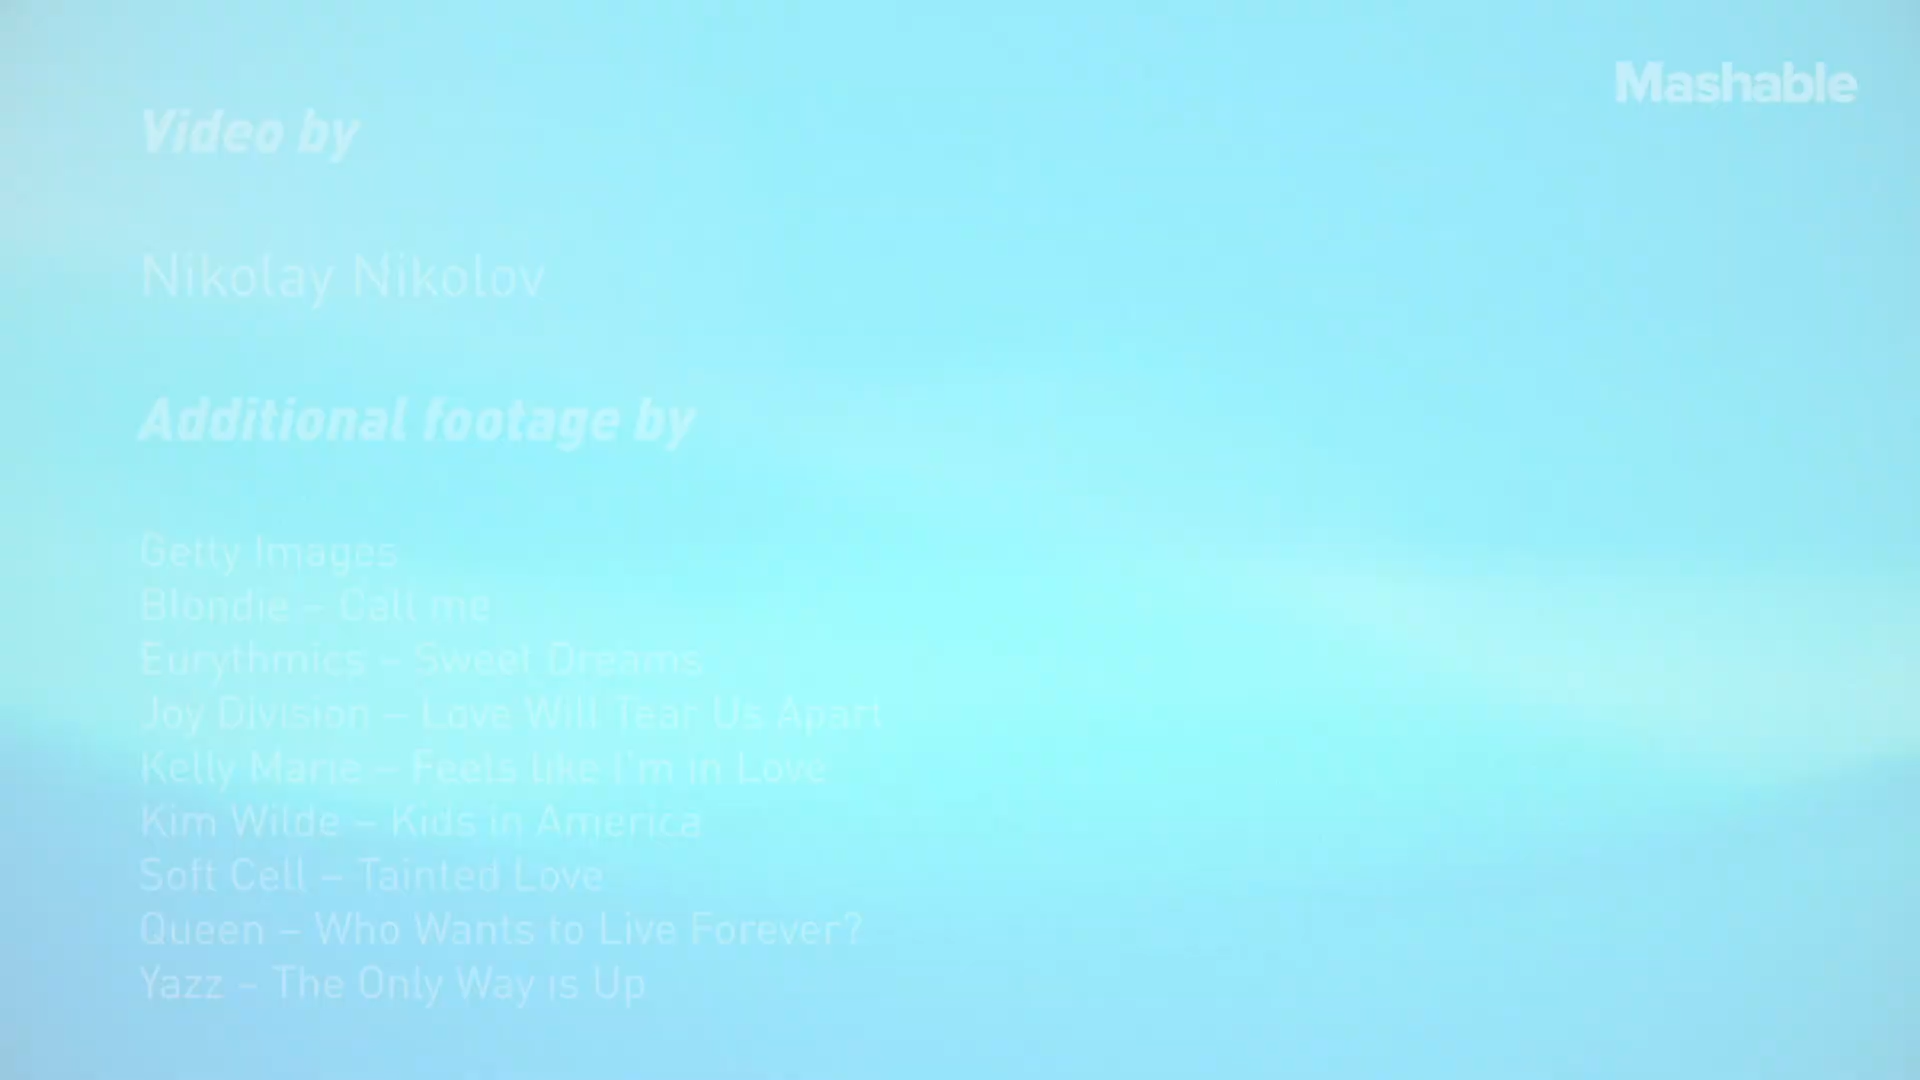 Mashable
Video by
Nikolay Nikolov
Additional footage by
Getty Images
Blondie – Call me
Eurythmics – Sweet Dreams
Joy Division – Love Will Tear Us Apart
Kelly Marie – Feels like I'm in Love
Kim Wilde – Kids in America
Soft Cell – Tainted Love
Queen – Who Wants to Live Forever?
Yazz – The Only Way is Up